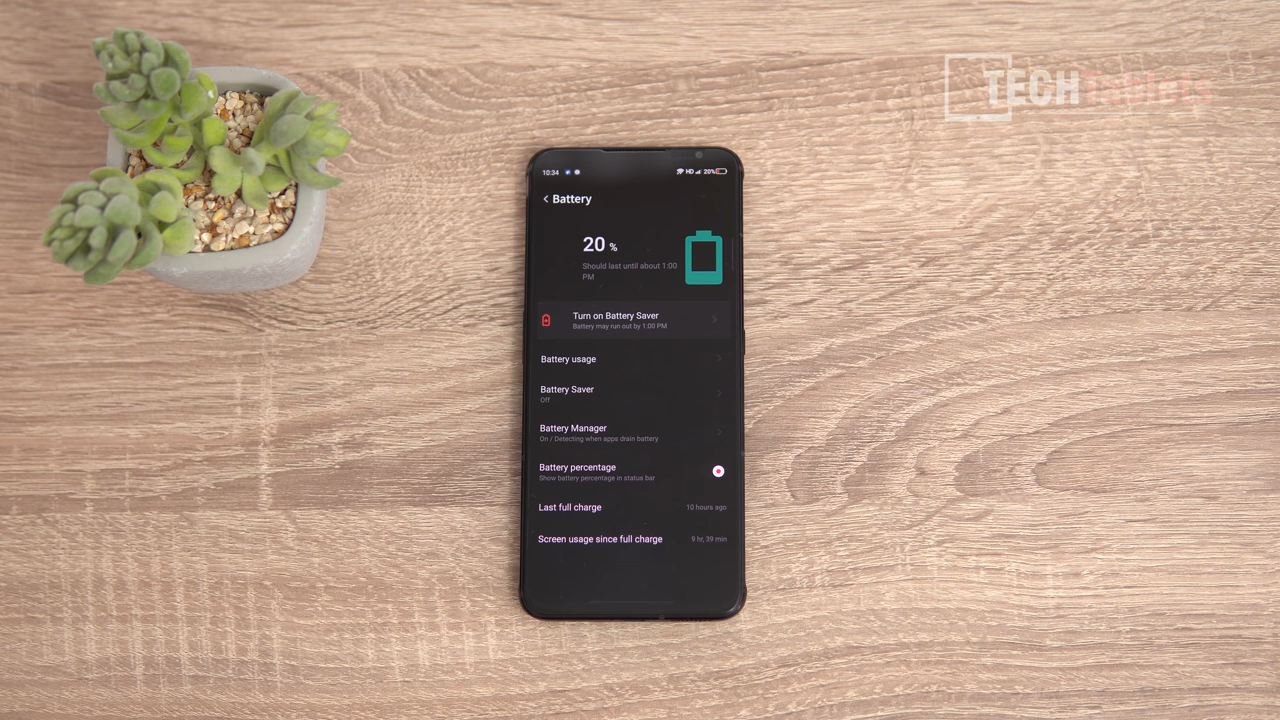 TECHTablets
10:34
HD 20%
Battery
20 %
Should last until about 1:00
PM
Turn on Battery Saver
Battery may run out by 1:00 PM
Battery usage
Battery Saver
Off
Battery Manager
On / Detecting when apps drain battery
Battery percentage
Show battery percentage in status bar
Last full charge
10 hours ago
Screen usage since full charge
9 hr, 39 min